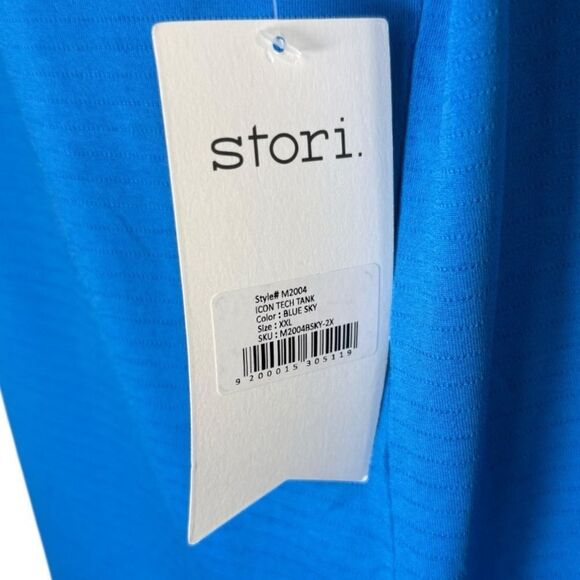 stori.
Style# M2004
ICON TECH TANK
Color : BLUE SKY
Size : XXL
SKU : M2004BSKY-2X
9 200015 305119